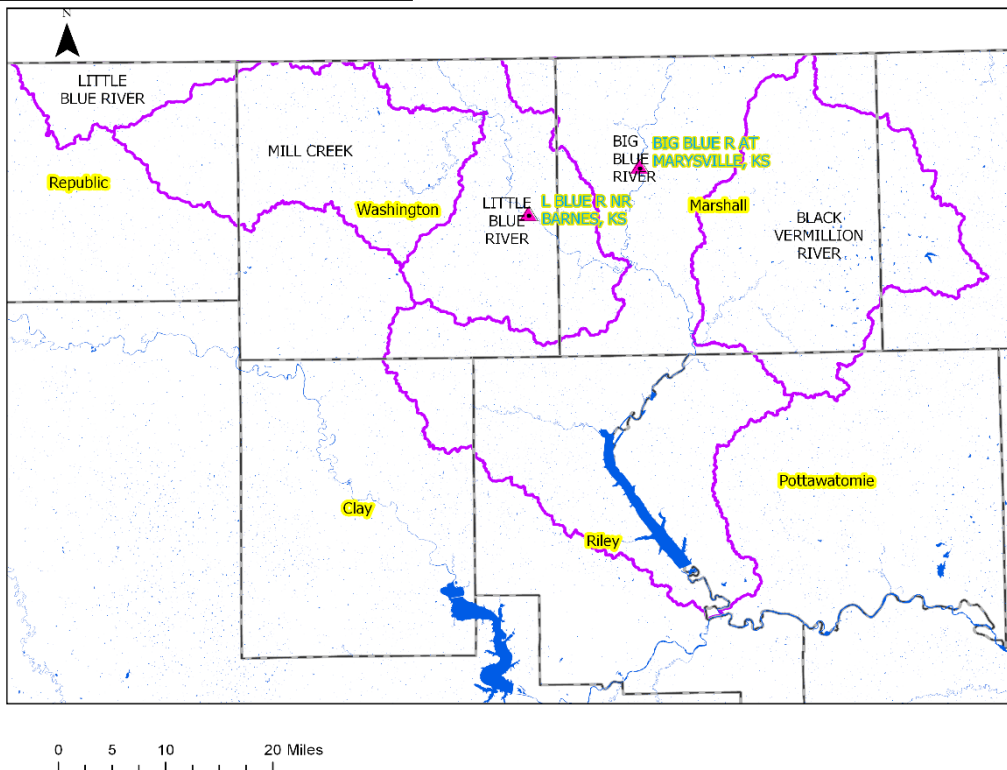 N
LITTLE
BLUE RIVER
MILL CREEK
BIG
BLUE
RIVER
BIG BLUE R AT
MARYSVILLE, KS
Republic
Washington
LITTLE
BLUE
RIVER
L BLUE R NR
BARNES, KS
Marshall
BLACK
VERMILLION
RIVER
Pottawatomie
Clay
Riley
0 5 10 20 Miles